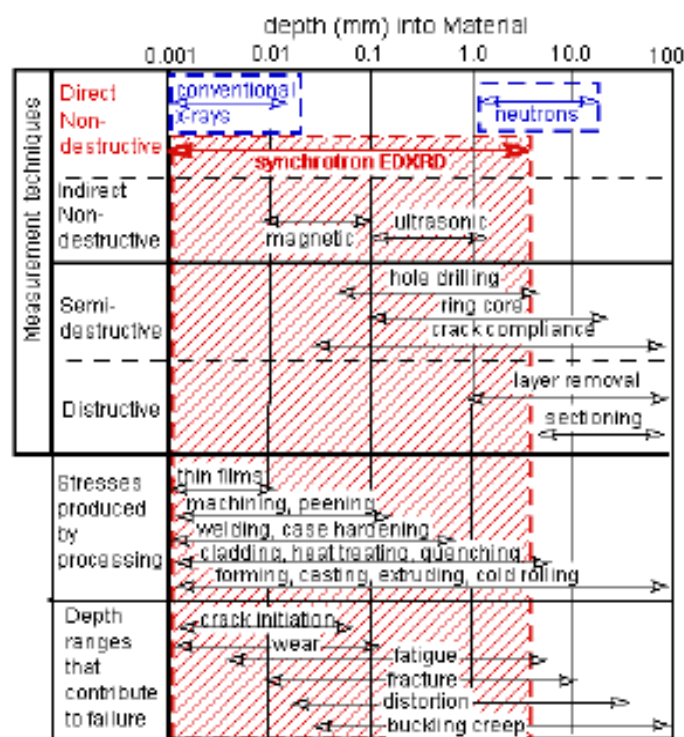 depth (mm) into Material
0.001 0.01 0.1 1.0 10.0 100
Measurement techniques
Direct
Non-
destructive
conventional
x-rays
neutrons
synchrotron EDXRD
Indirect
Non-
destructive
magnetic
ultrasonic
Semi-
destructive
hole drilling
ring core
crack compliance
Distructive
layer removal
sectioning
Stresses
produced
by
processing
thin films
machining, peening
welding, case hardening
cladding, heat treating, quenching
forming, casting, extruding, cold rolling
Depth
ranges
that
contribute
to failure
crack initiation
wear
fatigue
fracture
distortion
buckling creep